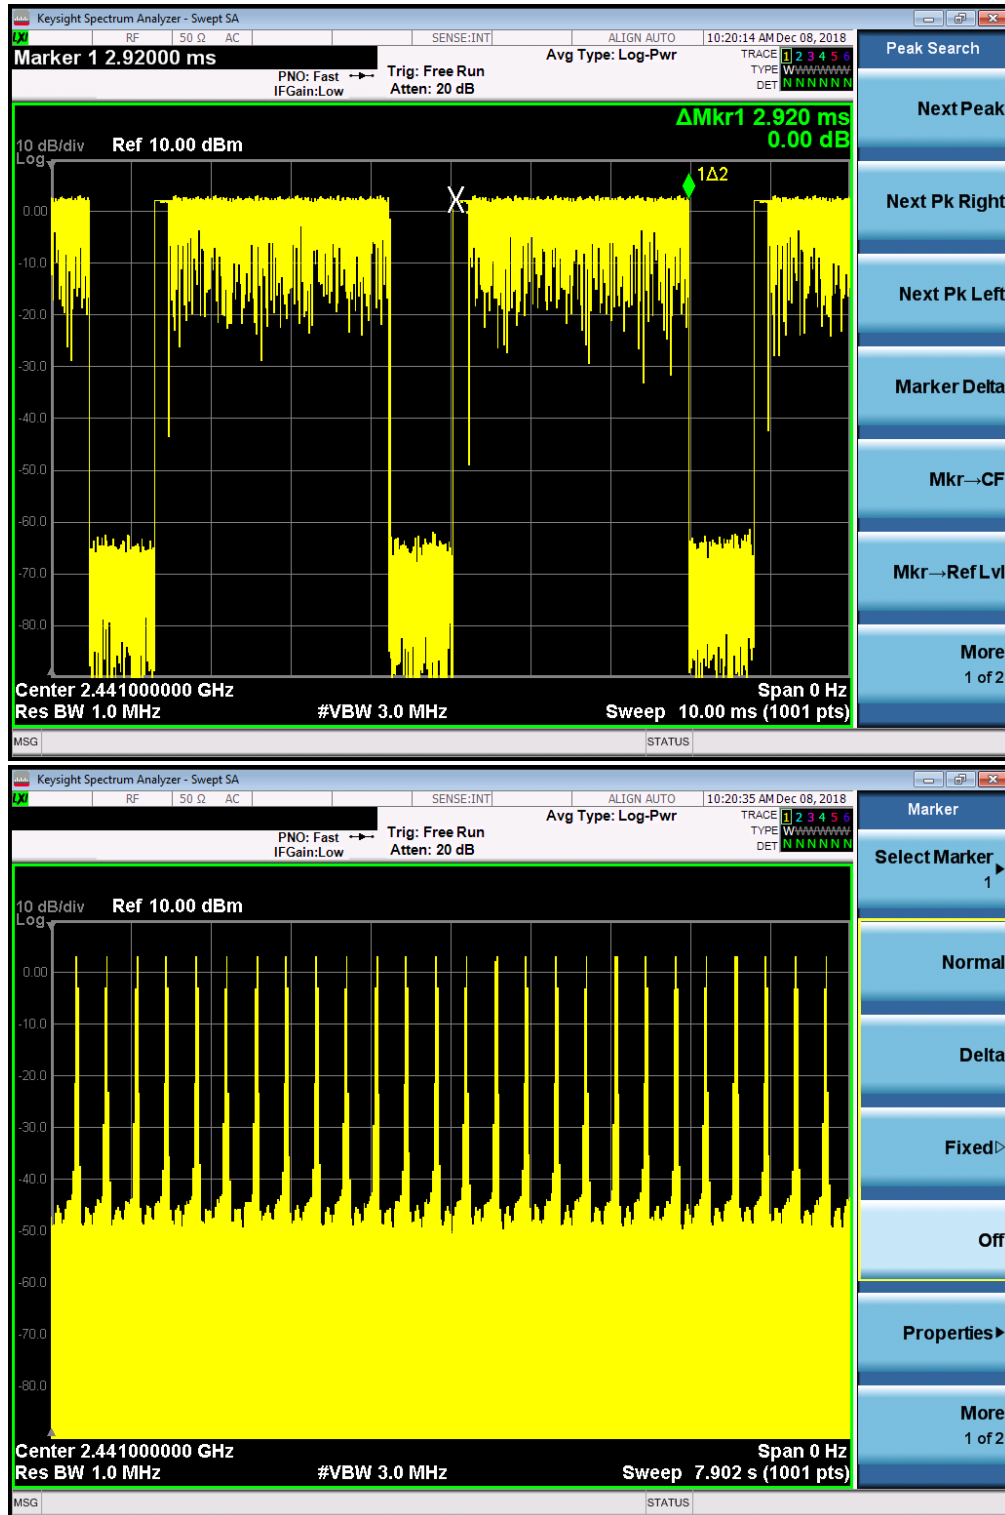 Keysight Spectrum Analyzer - Swept SA
LXI RF 50 Ω AC SENSE:INT ALIGN AUTO 10:20:14 AM Dec 08, 2018
Marker 1 2.92000 ms
PNO: Fast
IFGain:Low
Trig: Free Run
Atten: 20 dB
Avg Type: Log-Pwr
TRACE 1 2 3 4 5 6
TYPE WWWWWW
DET N N N N N N
ΔMkr1 2.920 ms
0.00 dB
10 dB/div Ref 10.00 dBm
Log
1Δ2
X
0.00
-10.0
-20.0
-30.0
-40.0
-50.0
-60.0
-70.0
-80.0
Center 2.441000000 GHz Span 0 Hz
Res BW 1.0 MHz #VBW 3.0 MHz Sweep 10.00 ms (1001 pts)
MSG STATUS
Peak Search
Next Peak
Next Pk Right
Next Pk Left
Marker Delta
Mkr→CF
Mkr→Ref Lvl
More
1 of 2
Keysight Spectrum Analyzer - Swept SA
LXI RF 50 Ω AC SENSE:INT ALIGN AUTO 10:20:35 AM Dec 08, 2018
PNO: Fast
IFGain:Low
Trig: Free Run
Atten: 20 dB
Avg Type: Log-Pwr
TRACE 1 2 3 4 5 6
TYPE WWWWWW
DET N N N N N N
10 dB/div Ref 10.00 dBm
Log
0.00
-10.0
-20.0
-30.0
-40.0
-50.0
-60.0
-70.0
-80.0
Center 2.441000000 GHz Span 0 Hz
Res BW 1.0 MHz #VBW 3.0 MHz Sweep 7.902 s (1001 pts)
MSG STATUS
Marker
Select Marker
1
Normal
Delta
Fixed
Off
Properties
More
1 of 2